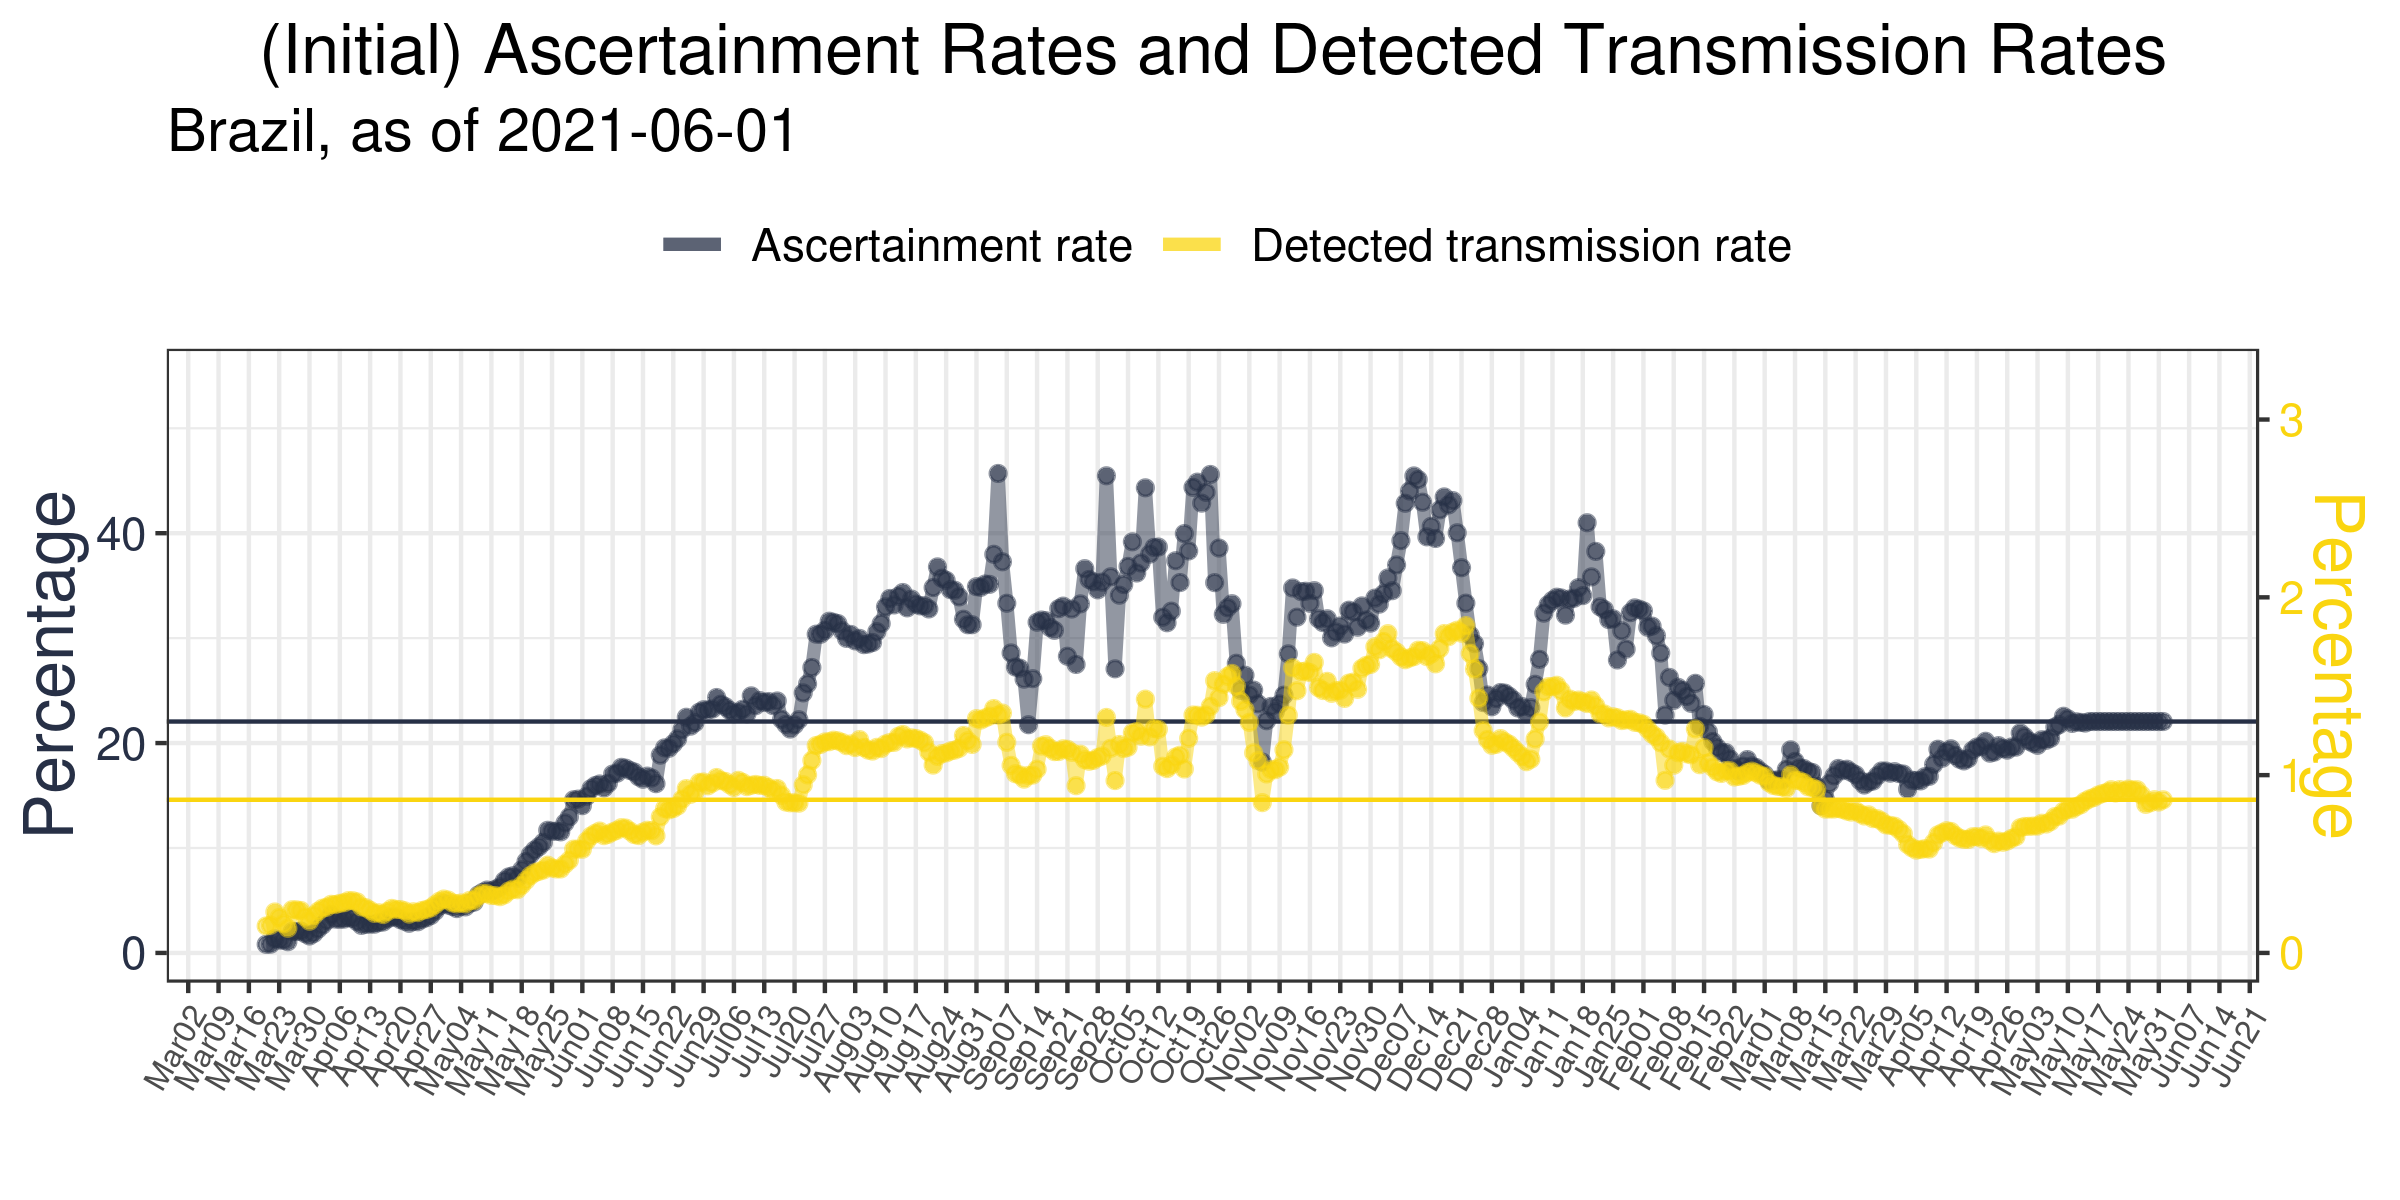 (Initial) Ascertainment Rates and Detected Transmission Rates
Brazil, as of 2021-06-01
Ascertainment rate
Detected transmission rate
Percentage
40
20
0
3
2
1
0
Percentage
Mar02
Mar09
Mar16
Mar23
Mar30
Apr06
Apr13
Apr20
Apr27
May04
May11
May18
May25
Jun01
Jun08
Jun15
Jun22
Jun29
Jul06
Jul13
Jul20
Jul27
Aug03
Aug10
Aug17
Aug24
Aug31
Sep07
Sep14
Sep21
Sep28
Oct05
Oct12
Oct19
Oct26
Nov02
Nov09
Nov16
Nov23
Nov30
Dec07
Dec14
Dec21
Dec28
Jan04
Jan11
Jan18
Jan25
Feb01
Feb08
Feb15
Feb22
Mar01
Mar08
Mar15
Mar22
Mar29
Apr05
Apr12
Apr19
Apr26
May03
May10
May17
May24
May31
Jun07
Jun14
Jun21